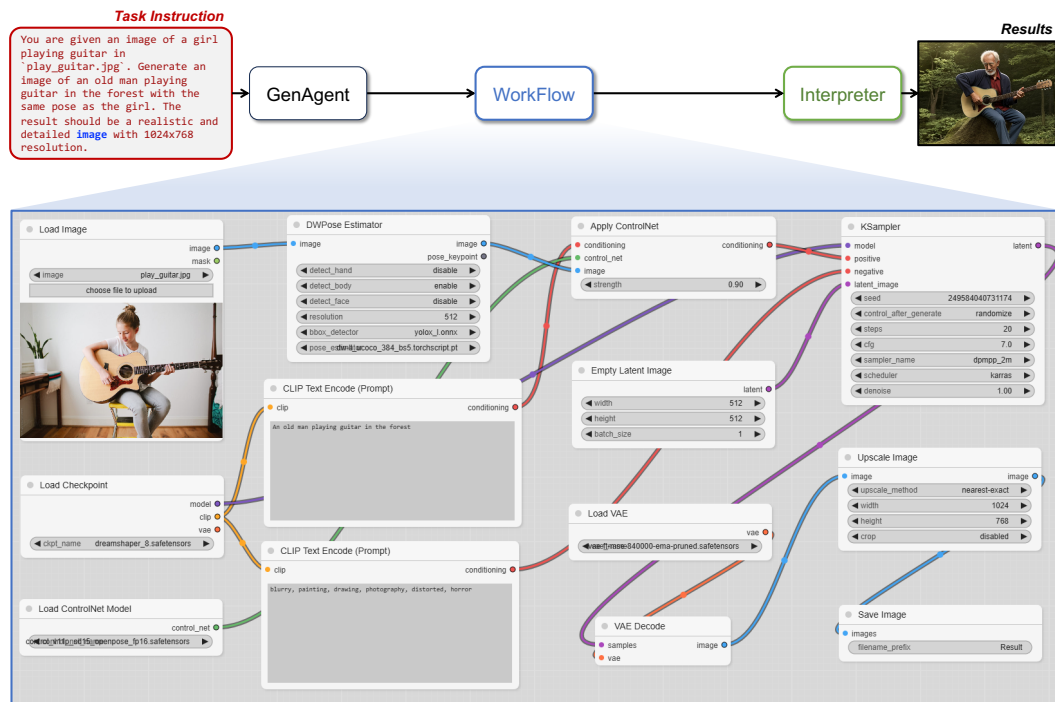 Task Instruction
You are given an image of a girl
playing guitar in
`play_guitar.jpg`. Generate an
image of an old man playing
guitar in the forest with the
same pose as the girl. The
result should be a realistic and
detailed image with 1024x768
resolution.
GenAgent
WorkFlow
Interpreter
Results
Load Image
image
mask
image play_guitar.jpg
choose file to upload
DWPose Estimator
image image
pose_keypoint
detect_hand disable
detect_body enable
detect_face disable
resolution 512
bbox_detector yolox_l.onnx
Apply ControlNet
conditioning conditioning
control_net
image
strength 0.90
KSampler
model latent
positive
negative
latent_image
seed 249584040731174
control_after_generate randomize
steps 20
cfg 7.0
sampler_name dpmpp_2m
scheduler karras
denoise 1.00
CLIP Text Encode (Prompt)
clip conditioning
An old man playing guitar in the forest
Empty Latent Image
latent
width 512
height 512
batch_size 1
Load Checkpoint
model
clip
vae
ckpt_name dreamshaper_8.safetensors
CLIP Text Encode (Prompt)
clip conditioning
blurry, painting, drawing, photography, distorted, horror
Load VAE
vae
Upscale Image
image image
upscale_method nearest-exact
width 1024
height 768
crop disabled
Load ControlNet Model
control_net
VAE Decode
samples image
vae
Save Image
images
filename_prefix Result